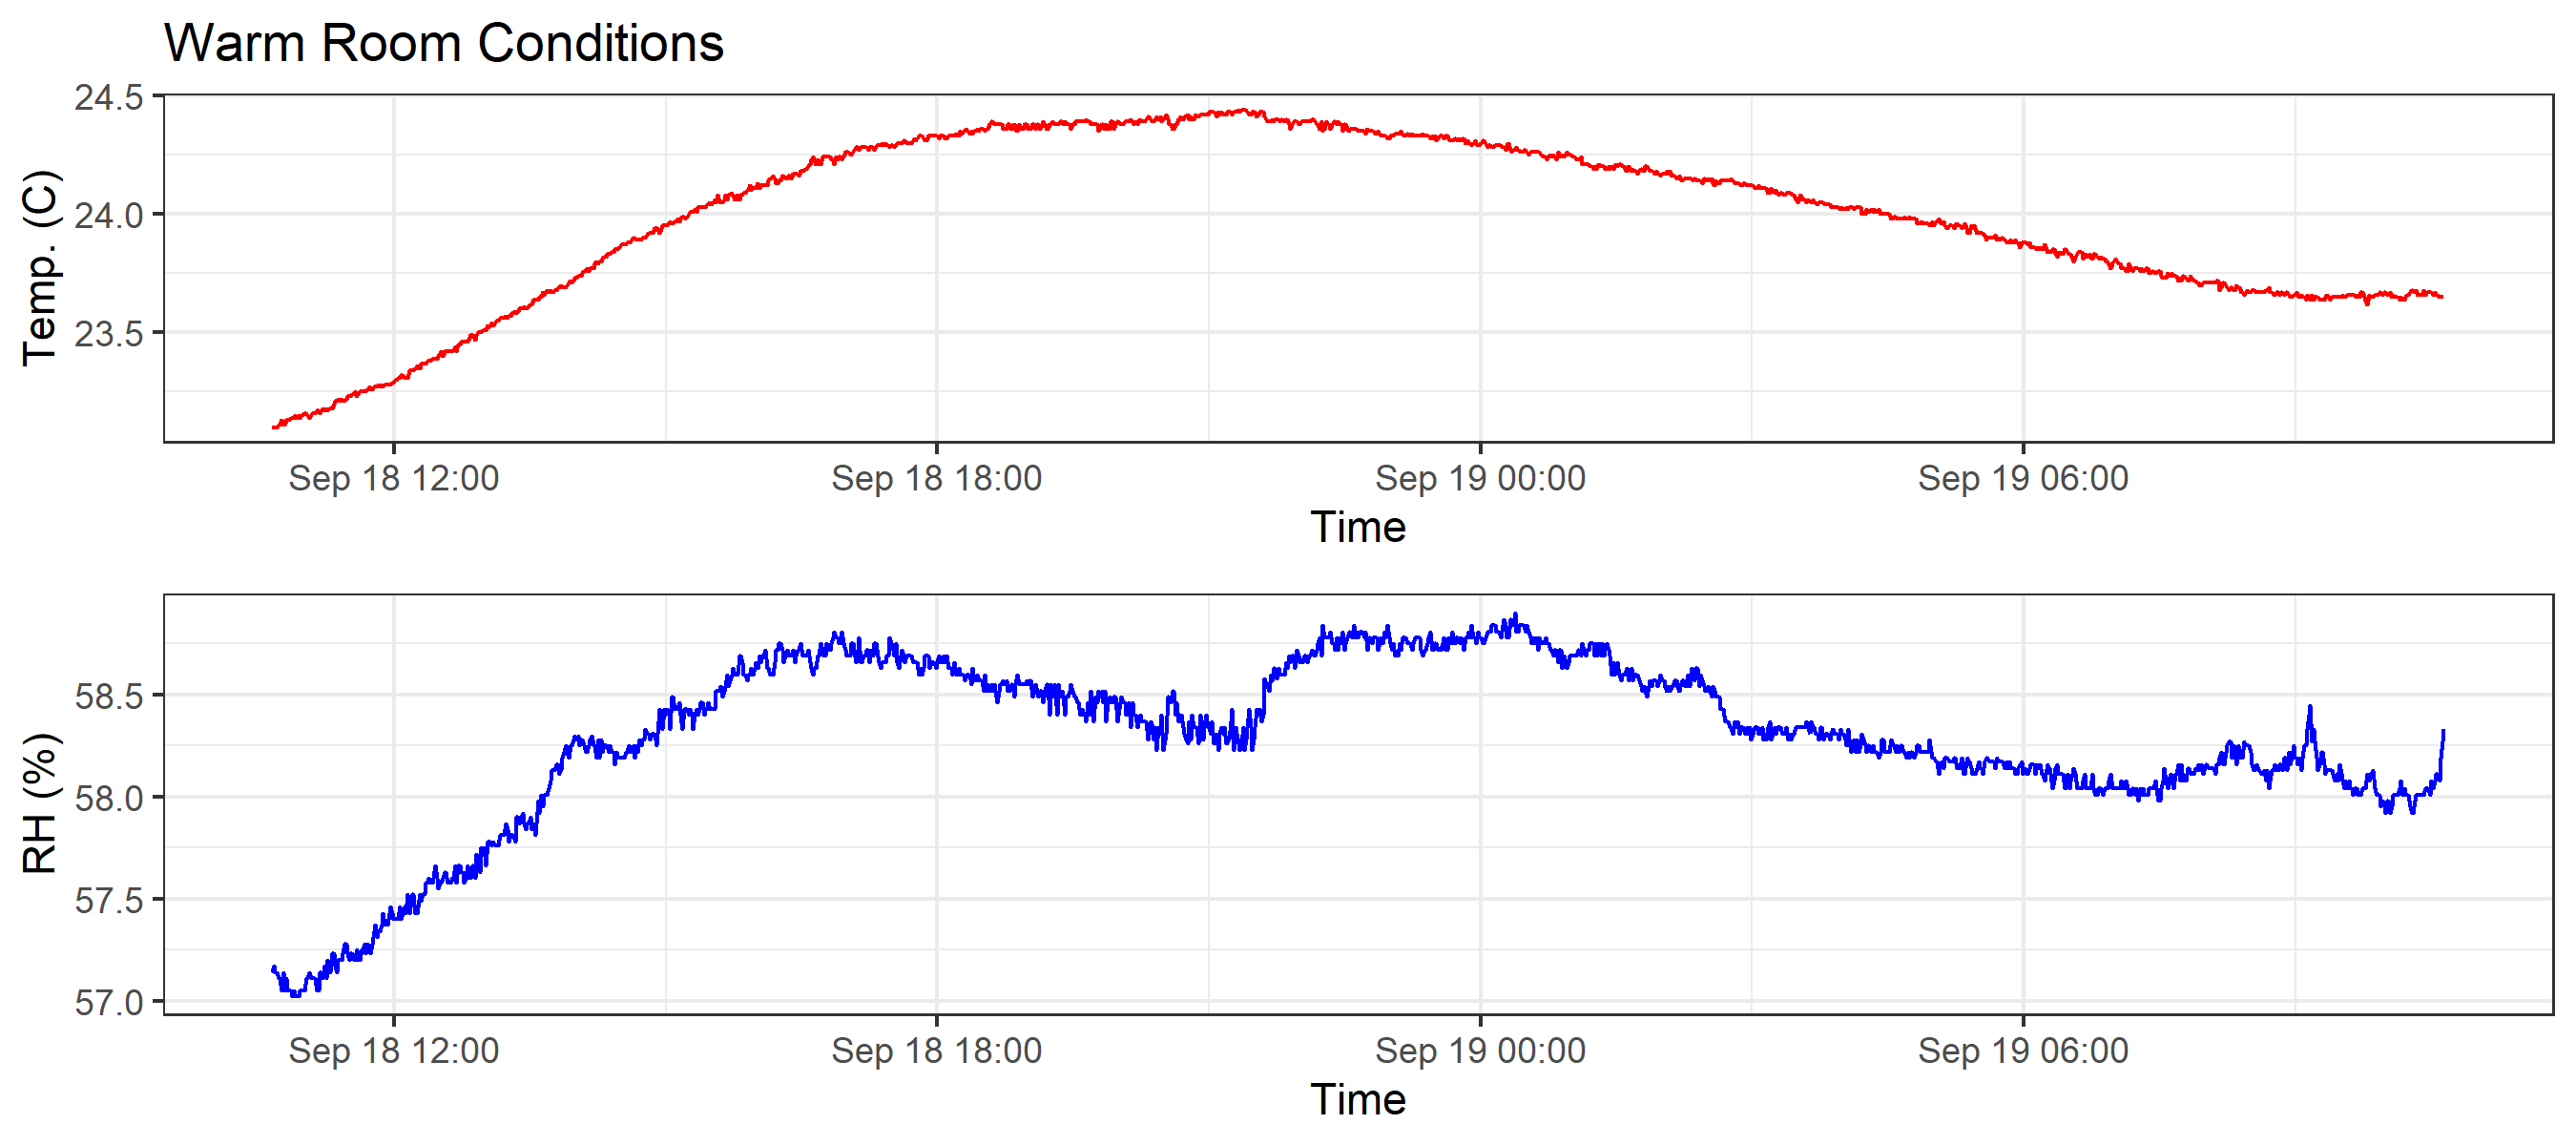 Warm Room Conditions
24.5
24.0
23.5
Temp. (C)
Sep 18 12:00 Sep 18 18:00 Sep 19 00:00 Sep 19 06:00
Time
58.5
58.0
57.5
57.0
RH (%)
Sep 18 12:00 Sep 18 18:00 Sep 19 00:00 Sep 19 06:00
Time